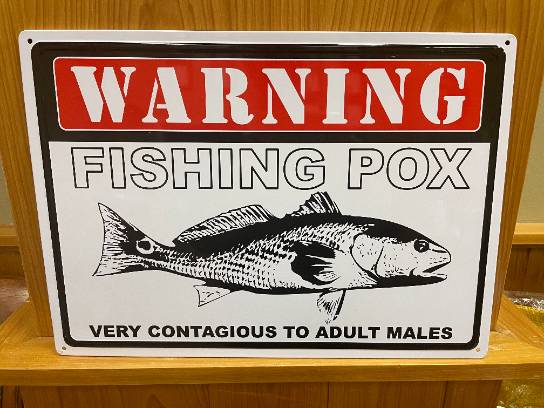 WARNING
FISHING POX
VERY CONTAGIOUS TO ADULT MALES